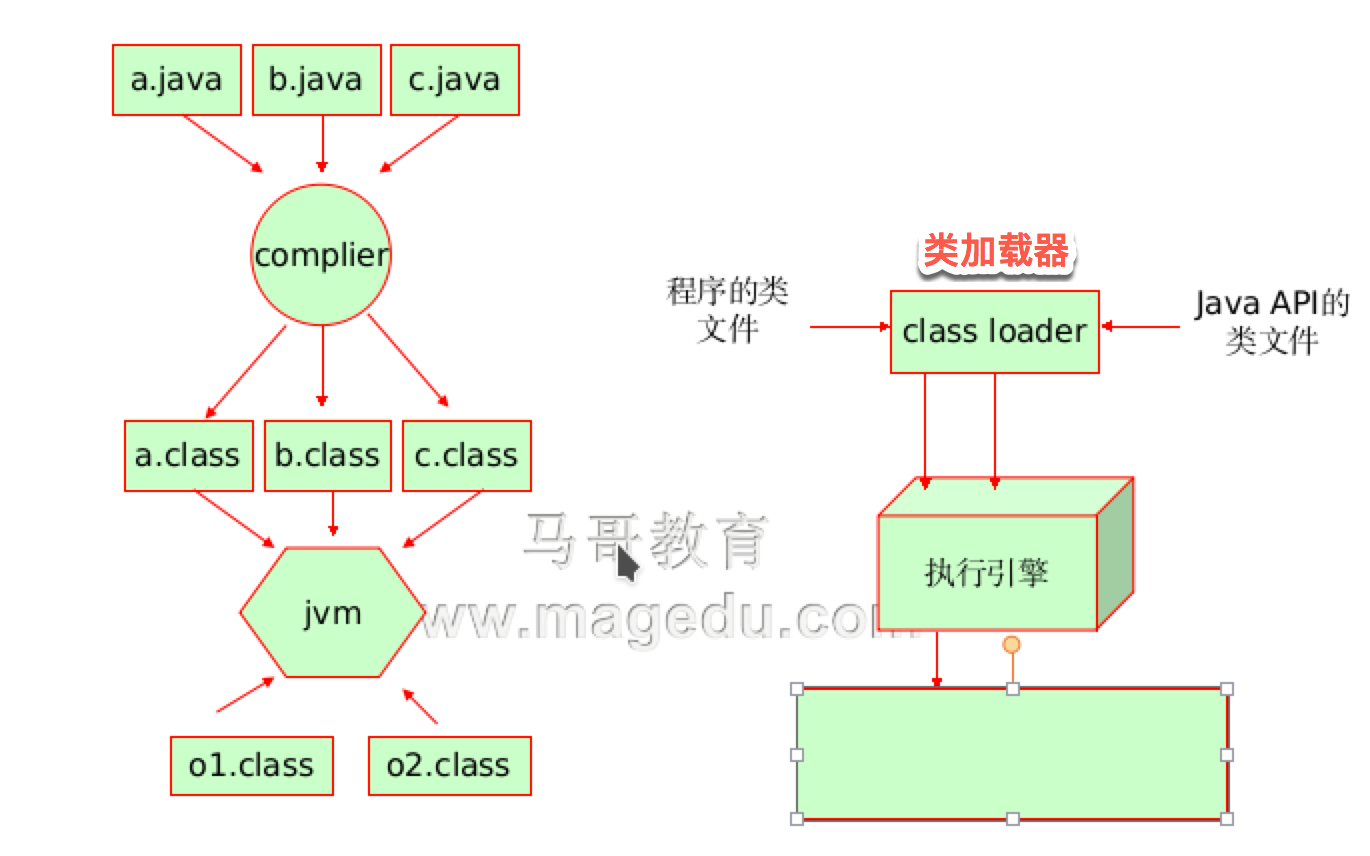 a.java
b.java
c.java
complier
a.class
b.class
c.class
jvm
o1.class
o2.class
类加载器
程序的类
文件
class loader
Java API的
类文件
执行引擎
马哥教育
www.magedu.com